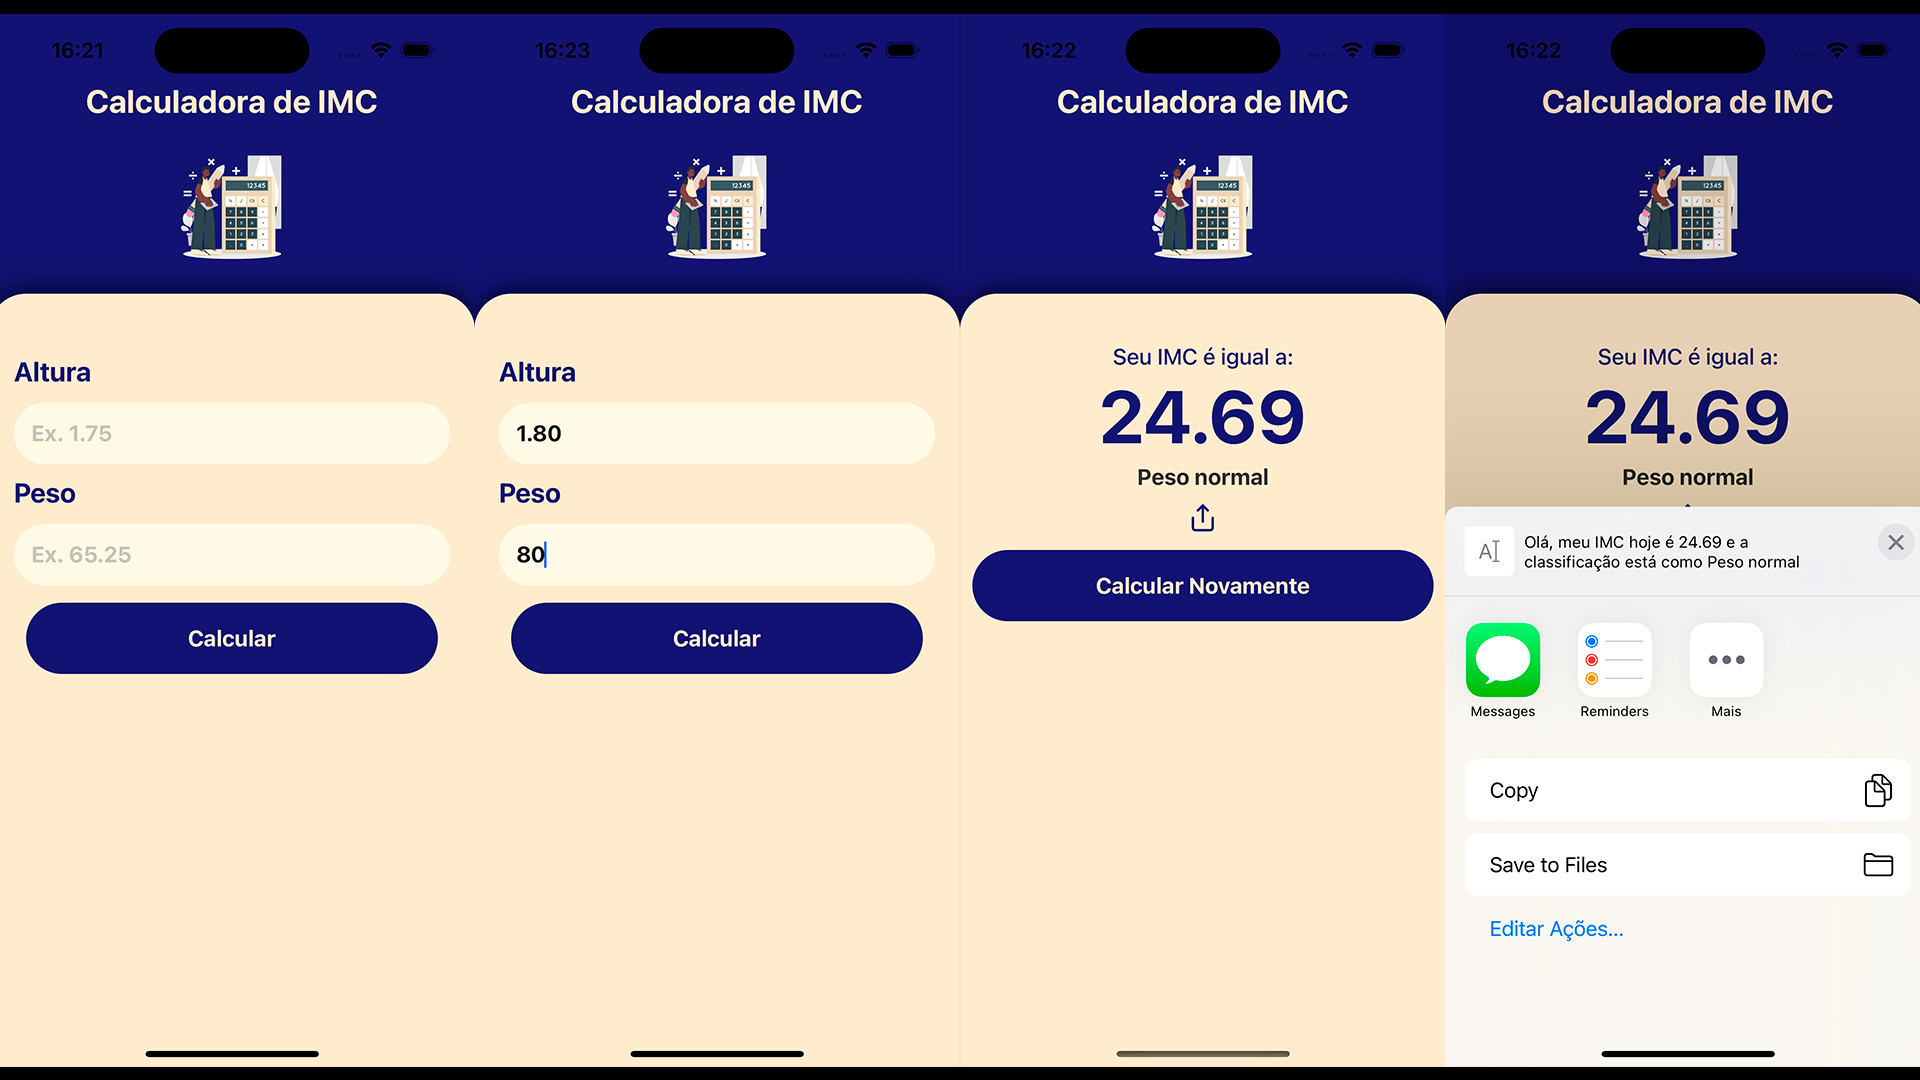 16:21
Calculadora de IMC
12345
Altura
Ex. 1.75
Peso
Ex. 65.25
Calcular
16:23
Calculadora de IMC
12345
Altura
1.80
Peso
80
Calcular
16:22
Calculadora de IMC
12345
Seu IMC é igual a:
24.69
Peso normal
Calcular Novamente
16:22
Calculadora de IMC
12345
Seu IMC é igual a:
24.69
Peso normal
Olá, meu IMC hoje é 24.69 e a
classificação está como Peso normal
Messages
Reminders
Mais
Copy
Save to Files
Editar Ações...